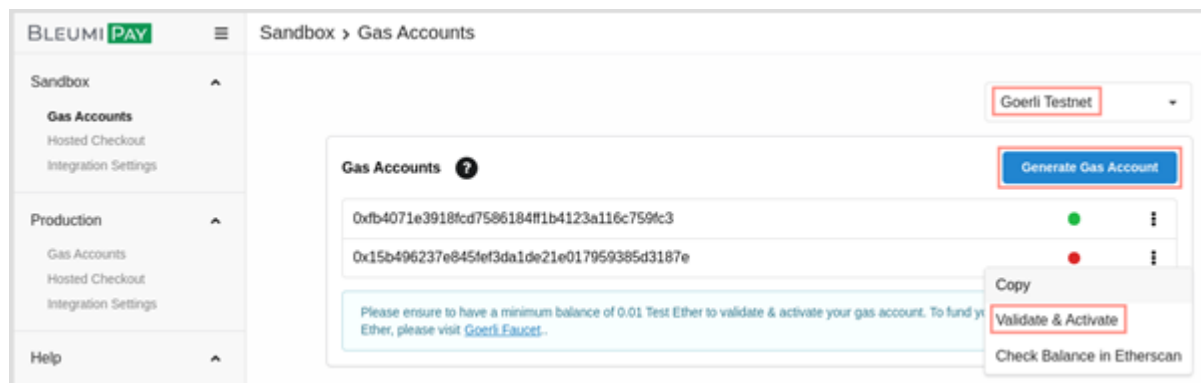 BLEUMI PAY
Sandbox > Gas Accounts
Sandbox
Gas Accounts
Hosted Checkout
Integration Settings
Production
Gas Accounts
Hosted Checkout
Integration Settings
Help
Goerli Testnet
Gas Accounts ?
Generate Gas Account
0xfb4071e3918fcd7586184ff1b4123a116c759fc3
0x15b496237e845fef3da1de21e017959385d3187e
Please ensure to have a minimum balance of 0.01 Test Ether to validate & activate your gas account. To fund
Ether, please visit Goerli Faucet..
Copy
Validate & Activate
Check Balance in Etherscan